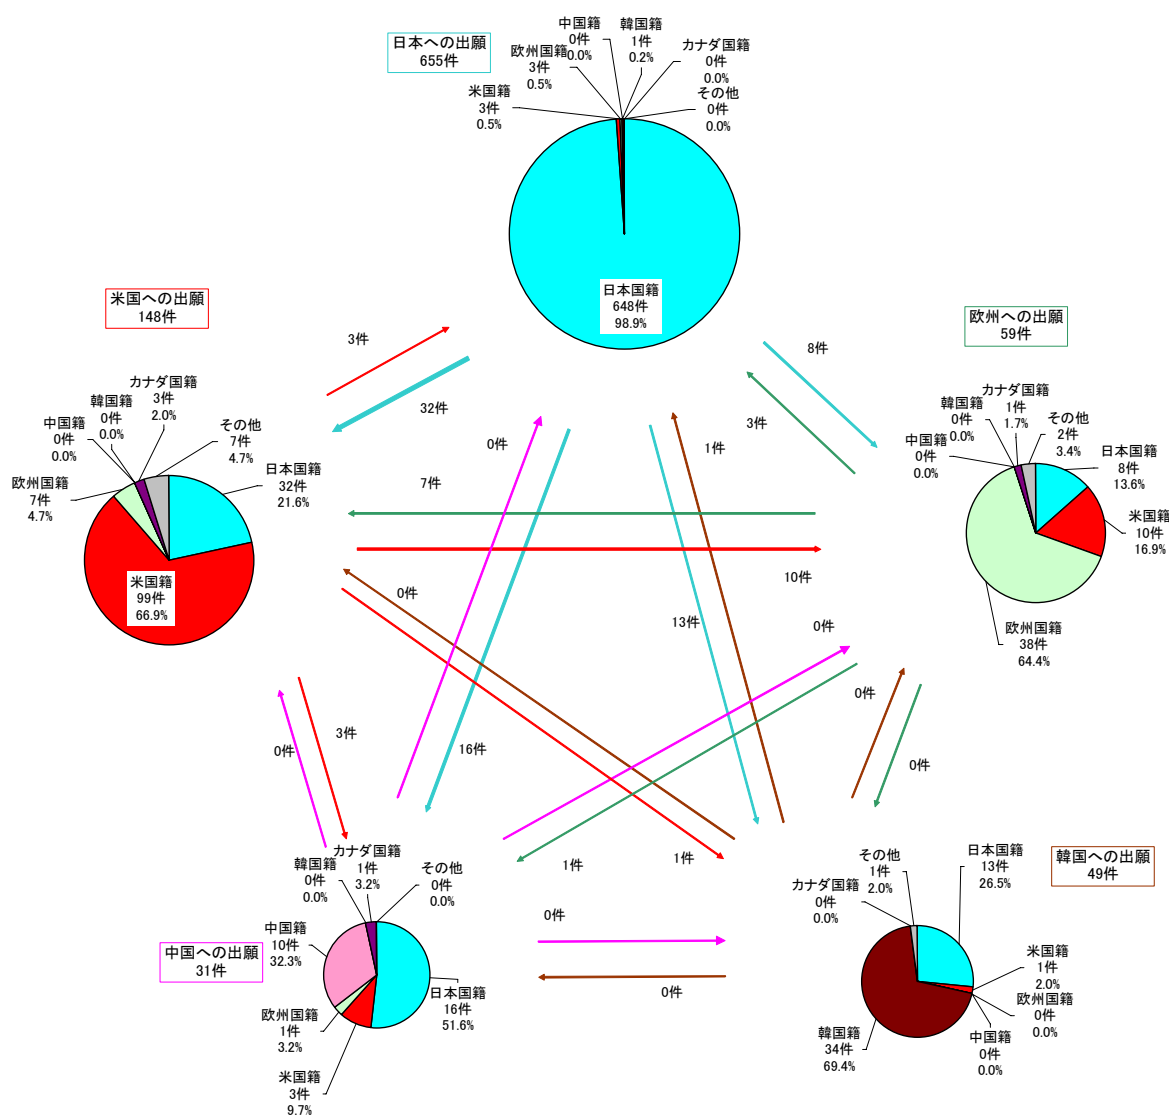 日本への出願
655件
中国籍
0件
0.0%
韓国籍
1件
0.2%
カナダ国籍
0件
0.0%
欧州国籍
3件
0.5%
米国籍
3件
0.5%
その他
0件
0.0%
日本国籍
648件
98.9%
米国への出願
148件
カナダ国籍
3件
2.0%
韓国籍
0件
0.0%
中国籍
0件
0.0%
その他
7件
4.7%
欧州国籍
7件
4.7%
日本国籍
32件
21.6%
米国籍
99件
66.9%
欧州への出願
59件
カナダ国籍
1件
1.7%
韓国籍
0件
0.0%
その他
2件
3.4%
中国籍
0件
0.0%
日本国籍
8件
13.6%
米国籍
10件
16.9%
欧州国籍
38件
64.4%
3件
32件
8件
3件
0件
1件
7件
10件
0件
13件
0件
0件
3件
0件
16件
0件
1件
1件
0件
0件
中国への出願
31件
カナダ国籍
1件
3.2%
韓国籍
0件
0.0%
その他
0件
0.0%
中国籍
10件
32.3%
日本国籍
16件
51.6%
欧州国籍
1件
3.2%
米国籍
3件
9.7%
韓国への出願
49件
その他
1件
2.0%
日本国籍
13件
26.5%
カナダ国籍
0件
0.0%
米国籍
1件
2.0%
欧州国籍
0件
0.0%
中国籍
0件
0.0%
韓国籍
34件
69.4%